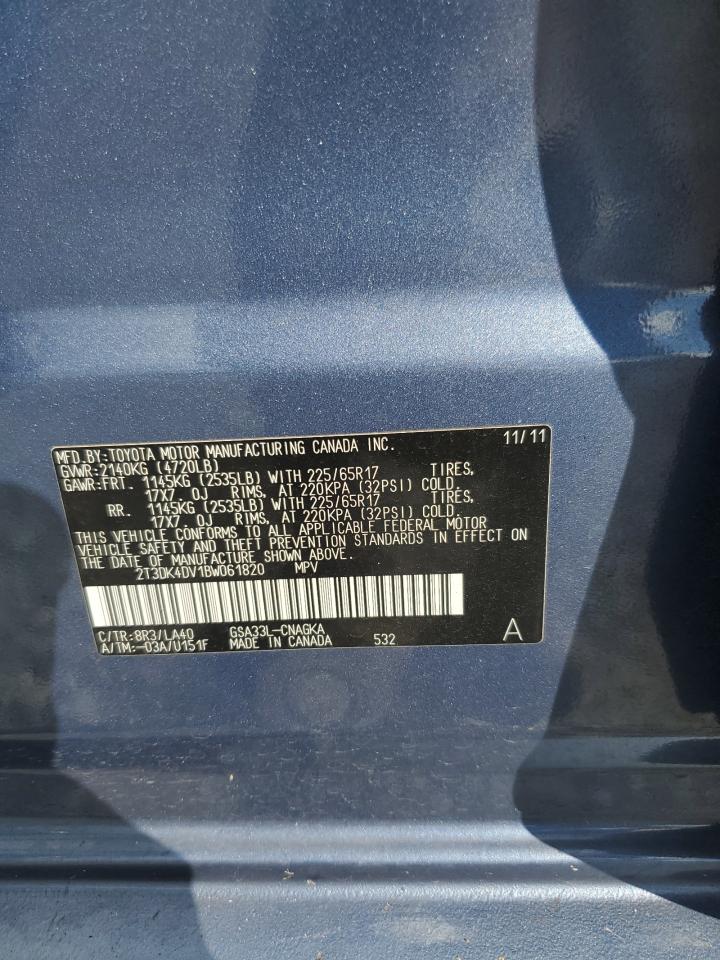 MFD.BY:TOYOTA MOTOR MANUFACTURING CANADA INC. 11/11
GVWR:2140KG (4720LB)
GAWR:FRT. 1145KG (2535LB) WITH 225/65R17 TIRES,
17X7.0J RIMS, AT 220KPA (32PSI) COLD.
RR. 1145KG (2535LB) WITH 225/65R17 TIRES,
17X7.0J RIMS, AT 220KPA (32PSI) COLD.
THIS VEHICLE CONFORMS TO ALL APPLICABLE FEDERAL MOTOR
VEHICLE SAFETY AND THEFT PREVENTION STANDARDS IN EFFECT ON
THE DATE OF MANUFACTURE SHOWN ABOVE.
2T3DK4DV1BW061820 MPV
C/TR:8R3/LA40 GSA33L-CNAGKA
A/TM:-03A/U151F MADE IN CANADA 532 A